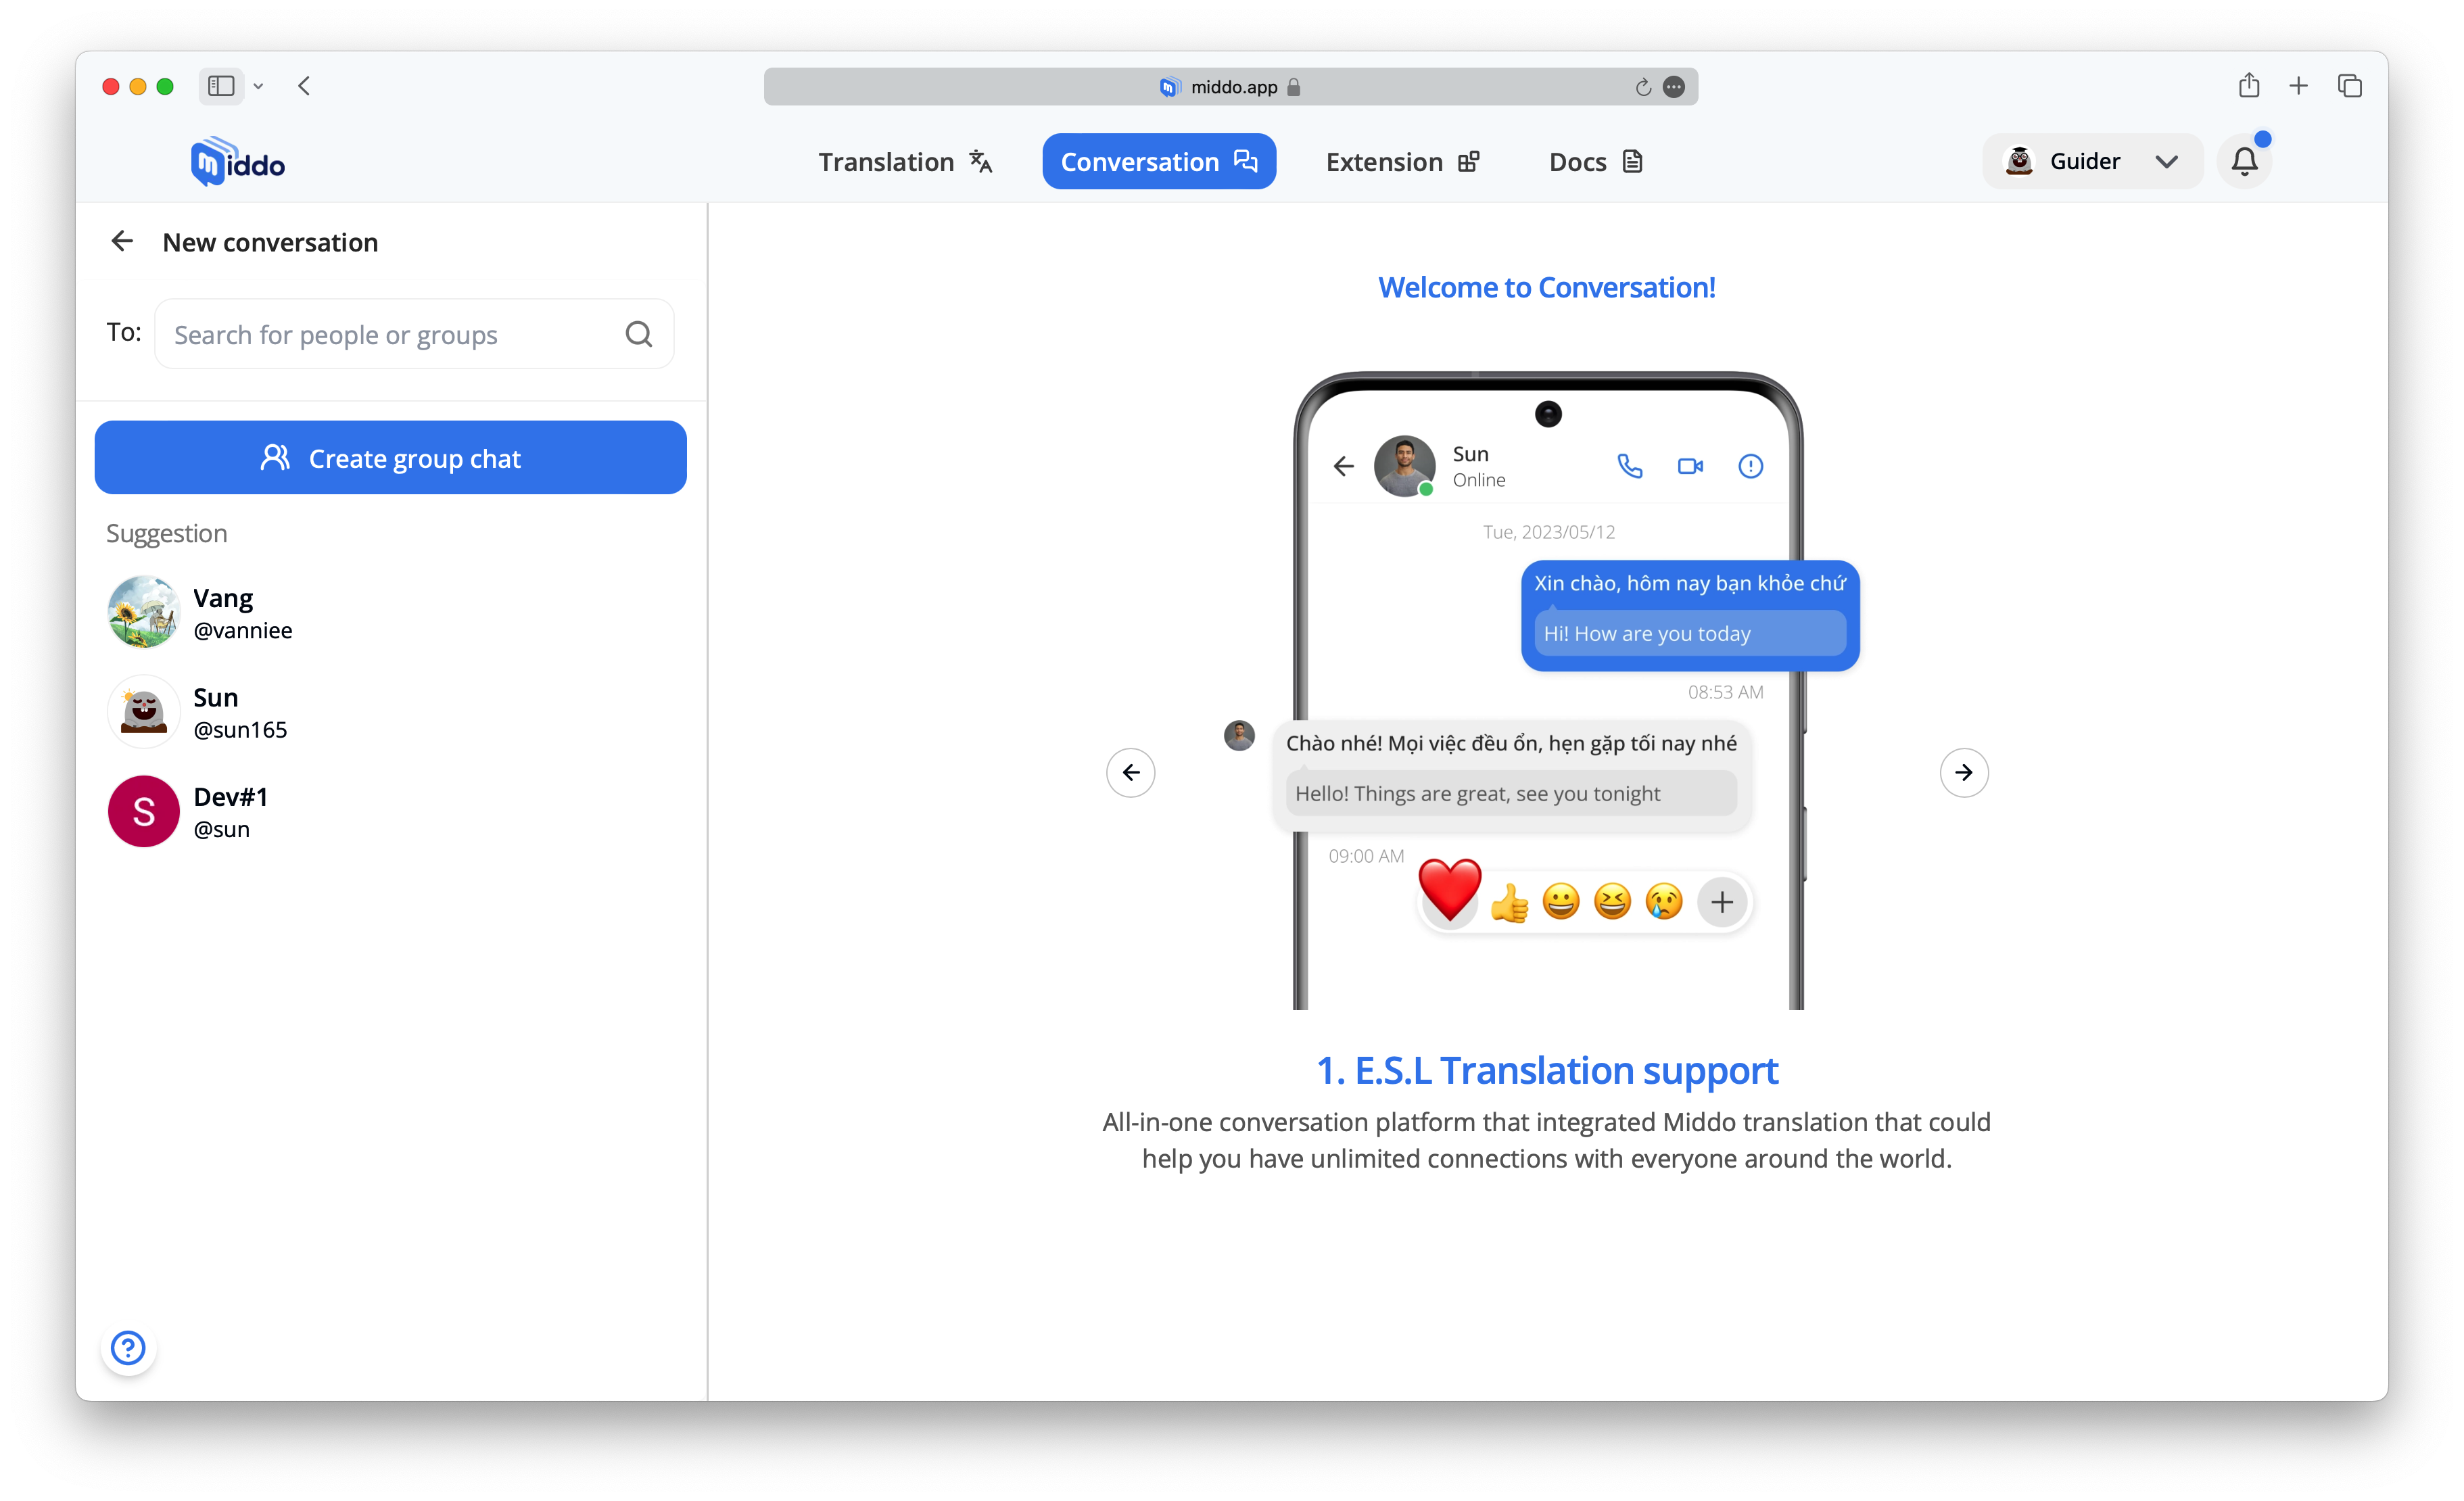 middo.app
middo
Translation
Conversation
Extension
Docs
Guider
New conversation
To:
Search for people or groups
Create group chat
Suggestion
Vang
@vanniee
Sun
@sun165
Dev#1
S
@sun
Welcome to Conversation!
Sun
Online
Tue, 2023/05/12
Xin chào, hôm nay bạn khỏe chứ
Hi! How are you today
08:53 AM
Chào nhé! Mọi việc đều ổn, hẹn gặp tối nay nhé
Hello! Things are great, see you tonight
09:00 AM
1. E.S.L Translation support
All-in-one conversation platform that integrated Middo translation that could
help you have unlimited connections with everyone around the world.